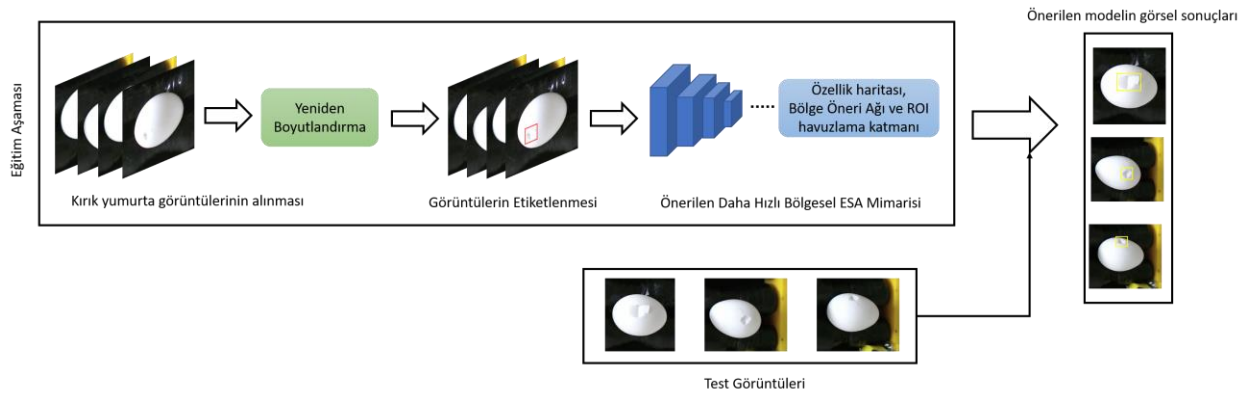 Önerilen modelin görsel sonuçları
Eğitim Aşaması
Yeniden
Boyutlandırma
Özellik haritası,
Bölge Öneri Ağı ve ROI
havuzlama katmanı
Kırık yumurta görüntülerinin alınması
Görüntülerin Etiketlenmesi
Önerilen Daha Hızlı Bölgesel ESA Mimarisi
Test Görüntüleri